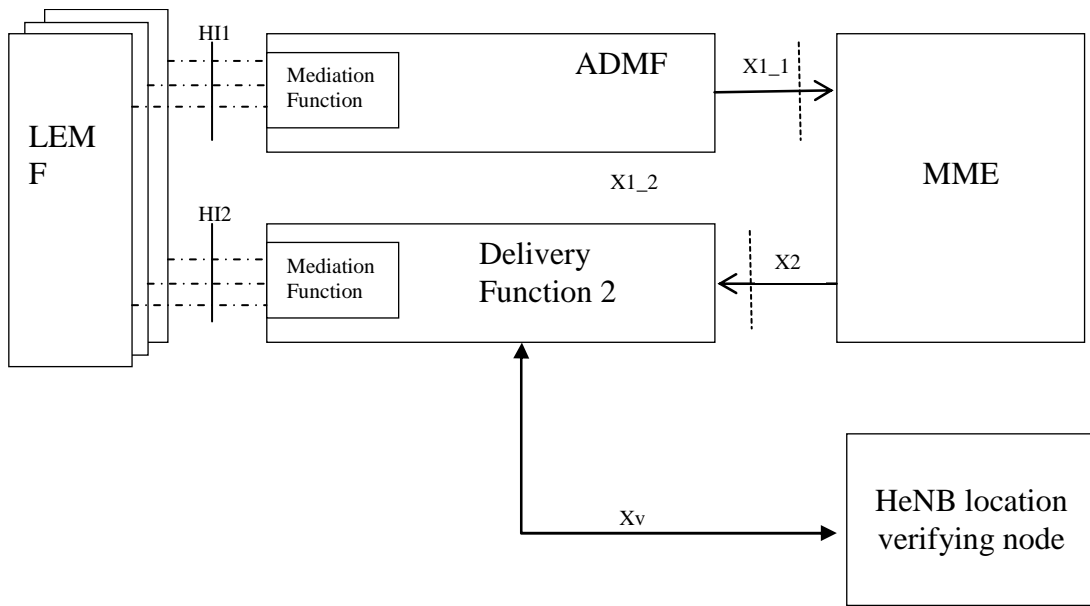 HI1
ADMF
X1_1
Mediation
Function
LEM
F
MME
X1_2
HI2
Delivery
Function 2
X2
Mediation
Function
Xv
HeNB location
verifying node